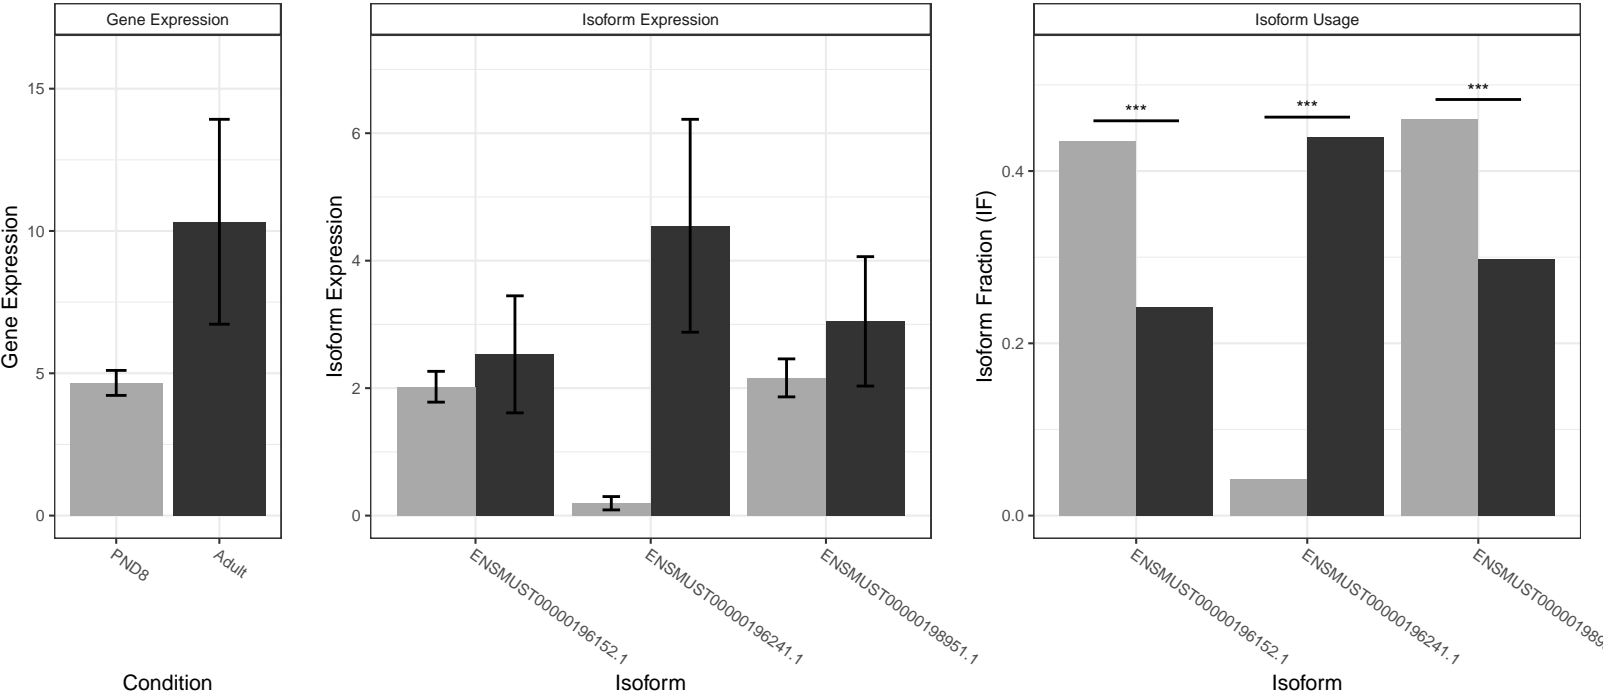 Gene Expression
Isoform Expression
Isoform Usage
Gene Expression
15
10
5
0
PND8
Adult
Condition
Isoform Expression
6
4
2
0
ENSMUST00000196152.1
ENSMUST00000196241.1
ENSMUST00000198951.1
Isoform
Isoform Fraction (IF)
0.4
0.2
0.0
***
***
***
ENSMUST00000196152.1
ENSMUST00000196241.1
ENSMUST00000198
Isoform